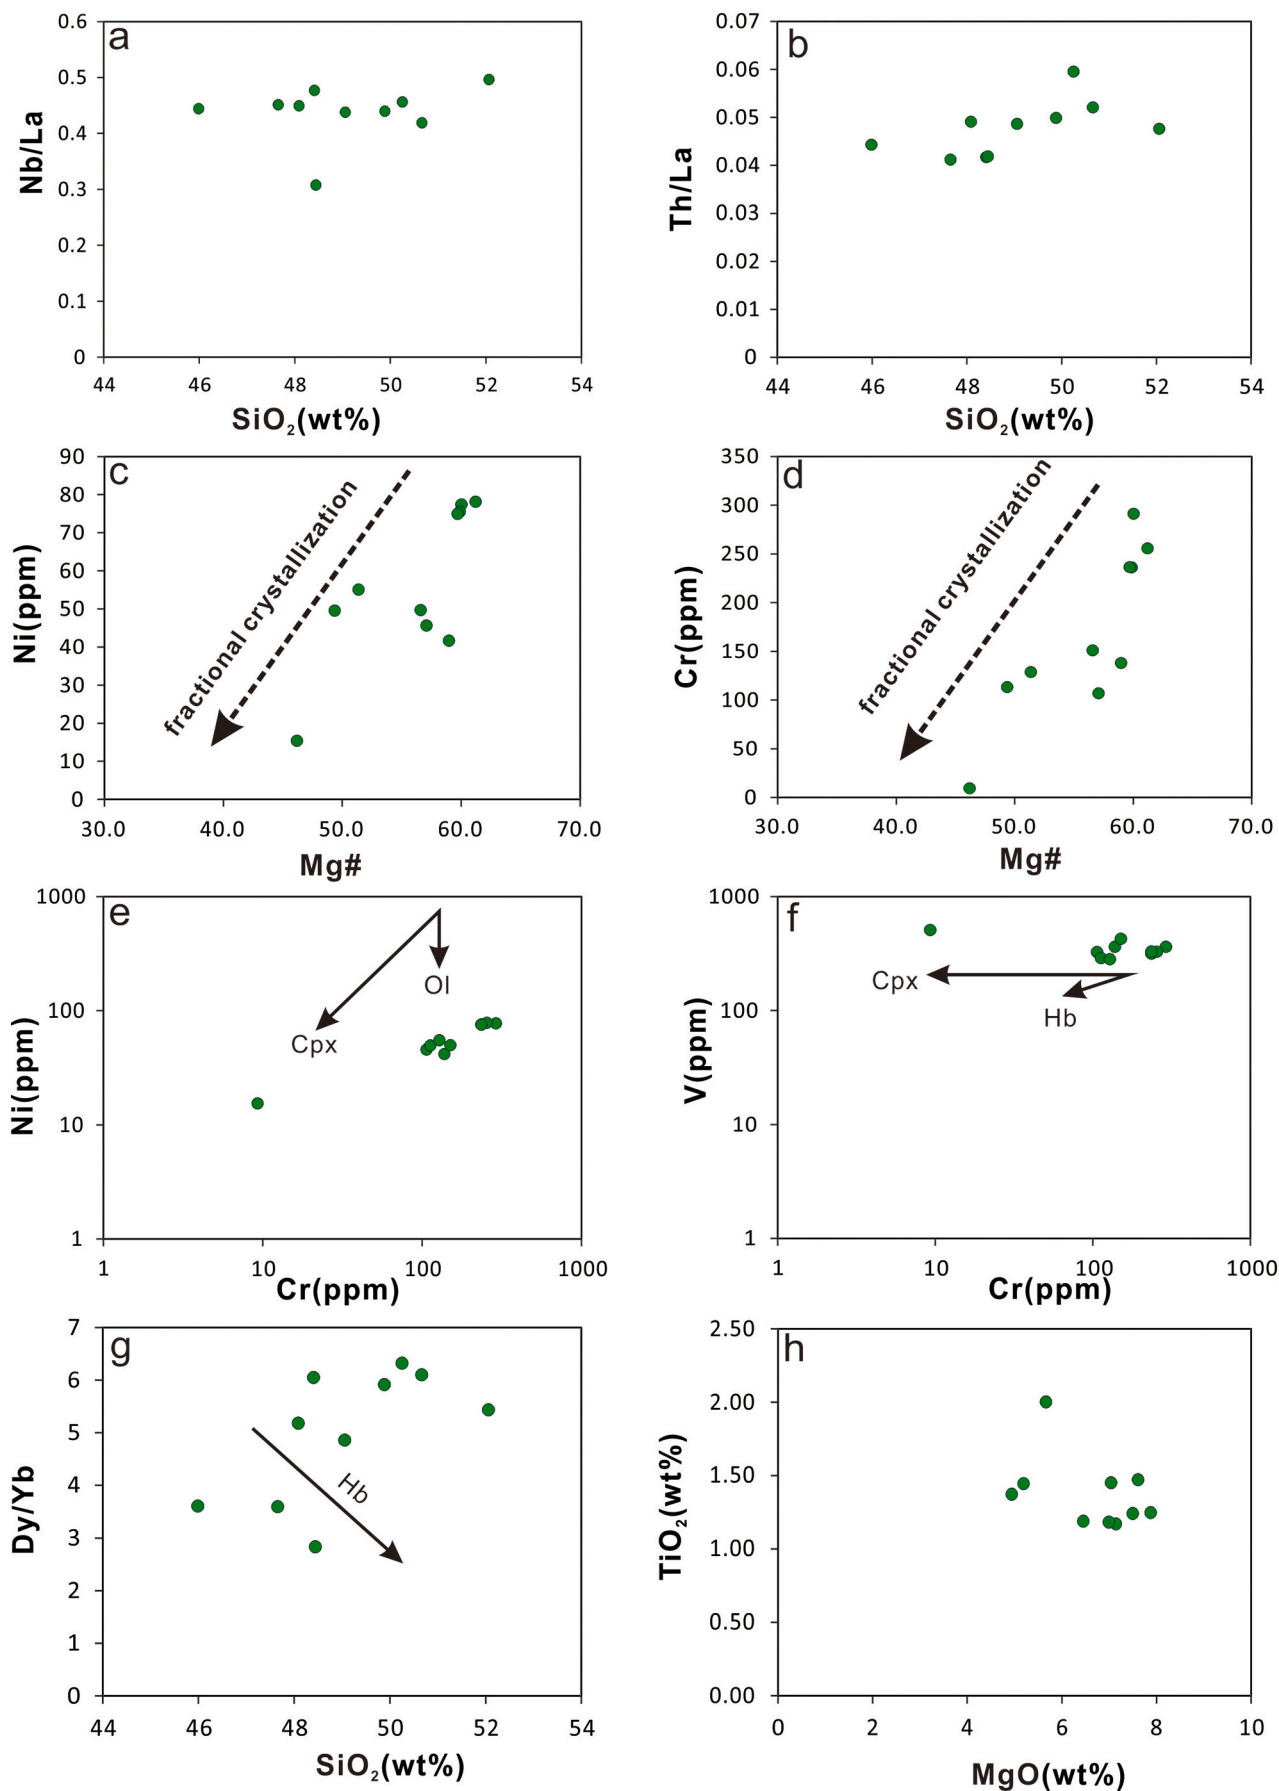 a
0.6
0.5
0.4
0.3
0.2
0.1
0
Nb/La
44 46 48 50 52 54
SiO₂(wt%)
b
0.07
0.06
0.05
0.04
0.03
0.02
0.01
0
Th/La
44 46 48 50 52 54
SiO₂(wt%)
c
90
80
70
60
50
40
30
20
10
0
Ni(ppm)
fractional crystallization
30.0 40.0 50.0 60.0 70.0
Mg#
d
350
300
250
200
150
100
50
0
Cr(ppm)
fractional crystallization
30.0 40.0 50.0 60.0 70.0
Mg#
e
1000
100
10
1
Ni(ppm)
Ol
Cpx
1 10 100 1000
Cr(ppm)
f
1000
100
10
1
V(ppm)
Cpx
Hb
1 10 100 1000
Cr(ppm)
g
7
6
5
4
3
2
1
0
Dy/Yb
Hb
44 46 48 50 52 54
SiO₂(wt%)
h
2.50
2.00
1.50
1.00
0.50
0.00
TiO₂(wt%)
0 2 4 6 8 10
MgO(wt%)